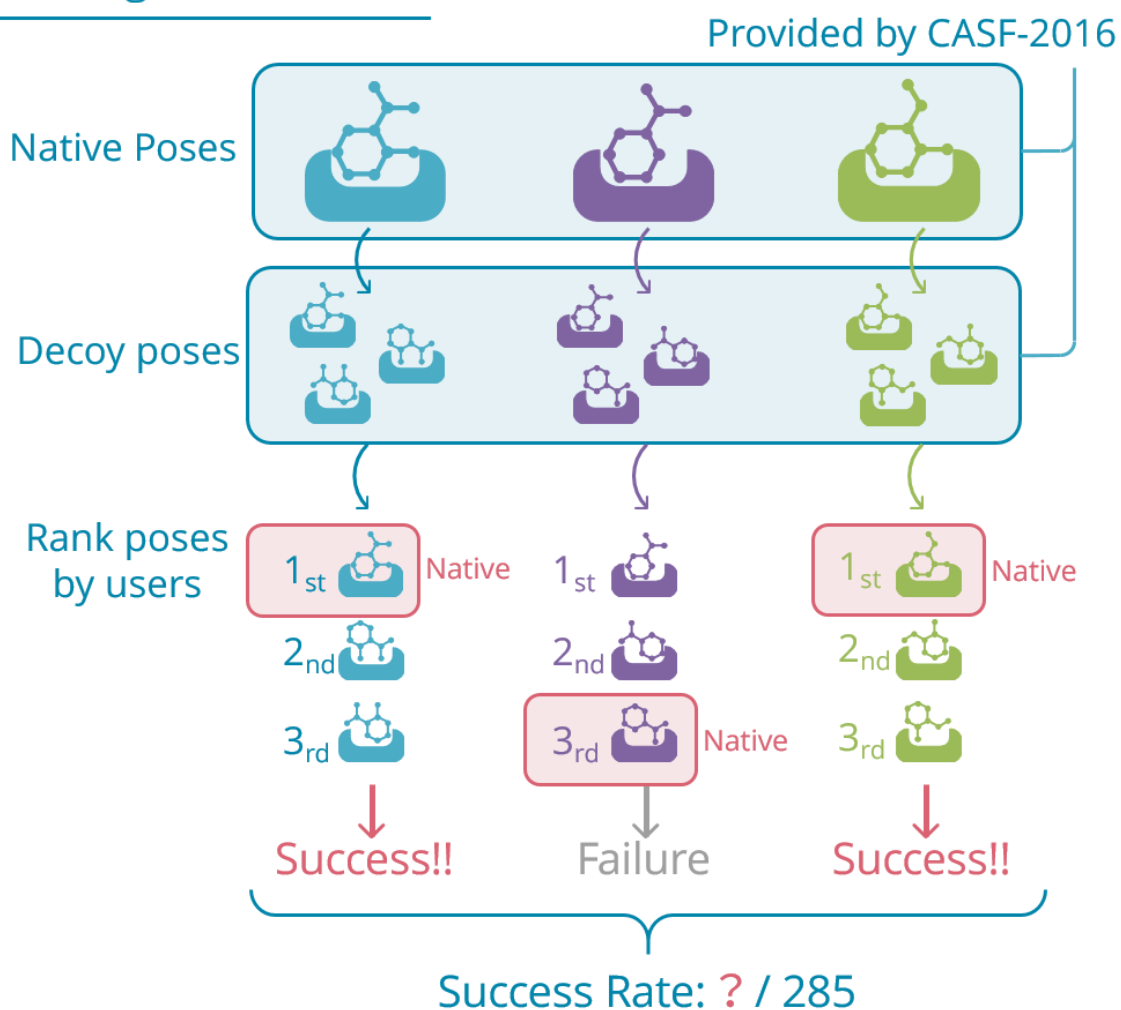 Provided by CASF-2016
Native Poses
Decoy poses
Rank poses
by users
1st
Native
1st
1st
Native
2nd
2nd
2nd
3rd
3rd
Native
3rd
Success!!
Failure
Success!!
Success Rate: ? / 285